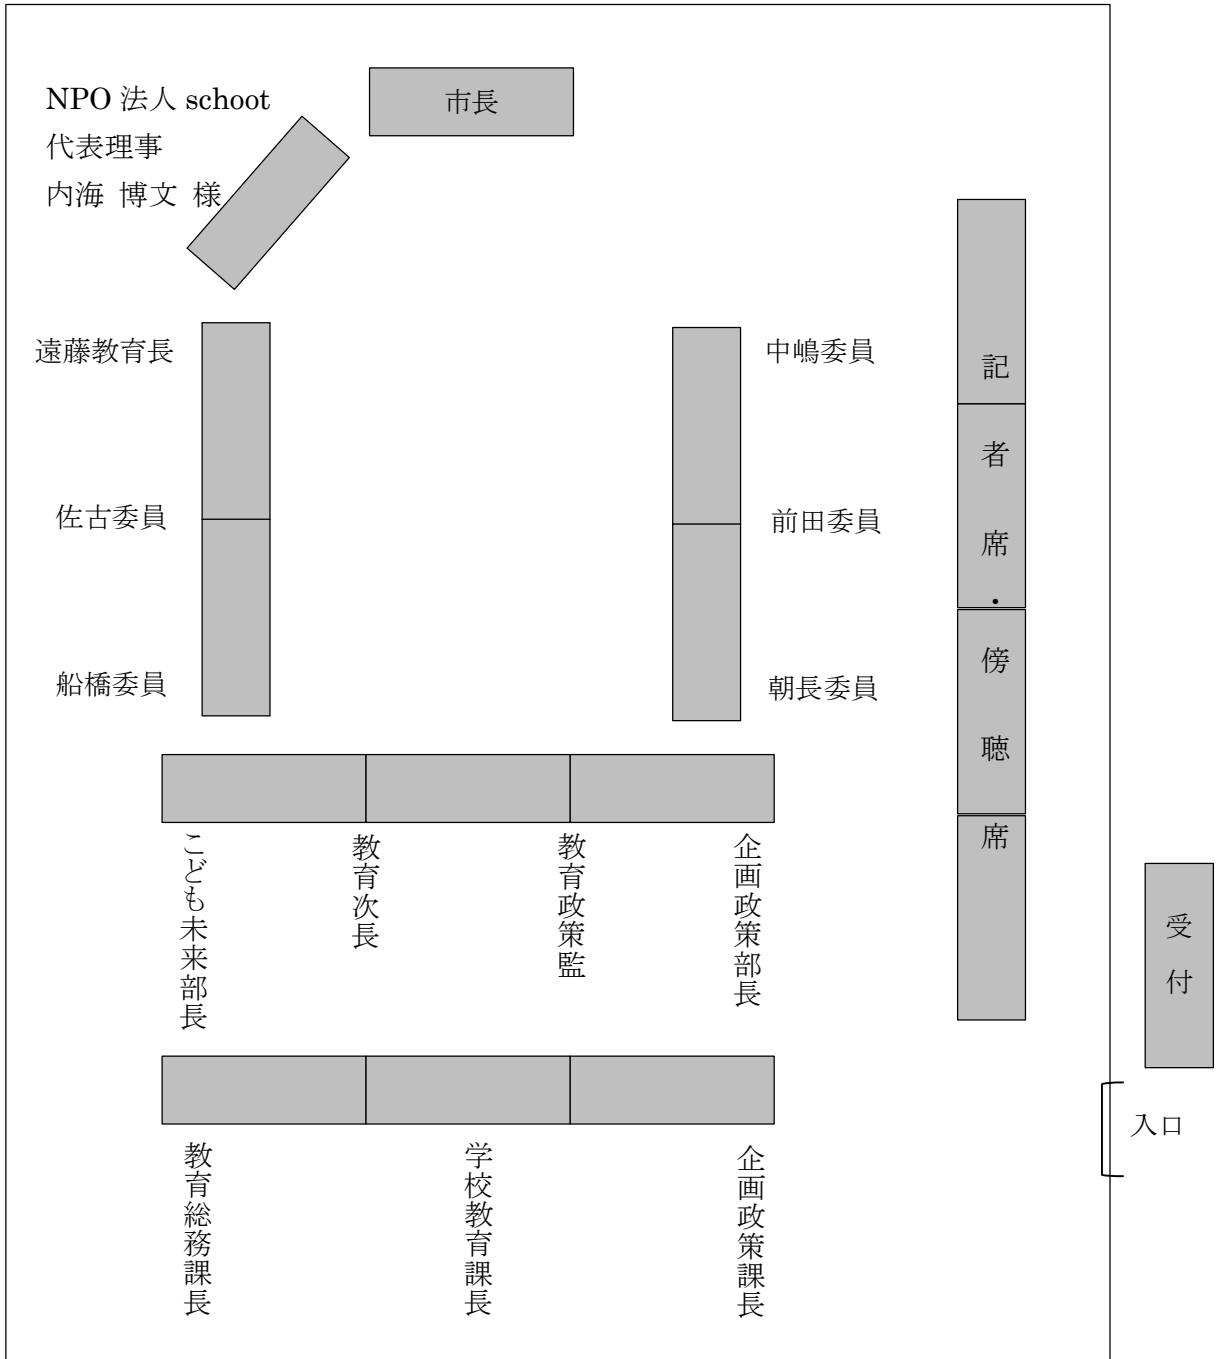 NPO 法人 schoot
代表理事
内海 博文 様
市長
遠藤教育長
中嶋委員
佐古委員
前田委員
船橋委員
朝長委員
記者席・傍聴席
こども未来部長
教育次長
教育政策監
企画政策部長
受付
入口
教育総務課長
学校教育課長
企画政策課長